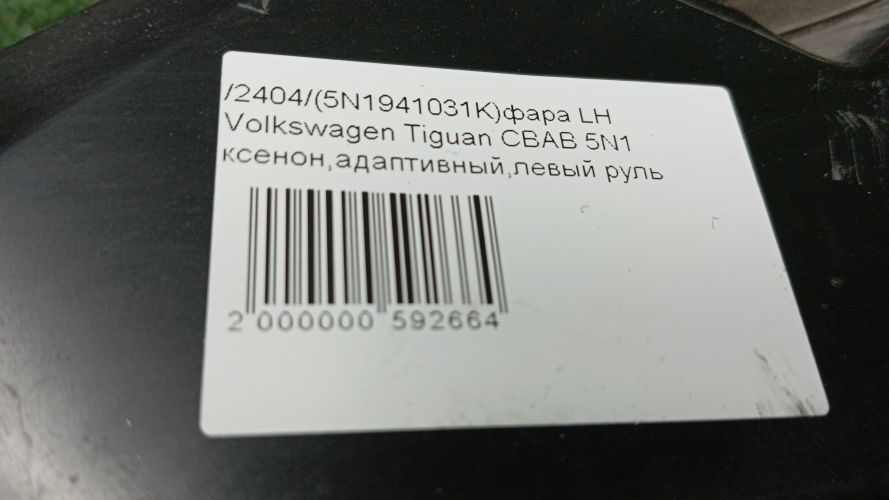 /2404/(5N1941031K)фара LH
Volkswagen Tiguan CBAB 5N1
ксенон,адаптивный,левый руль
2 000000 592664